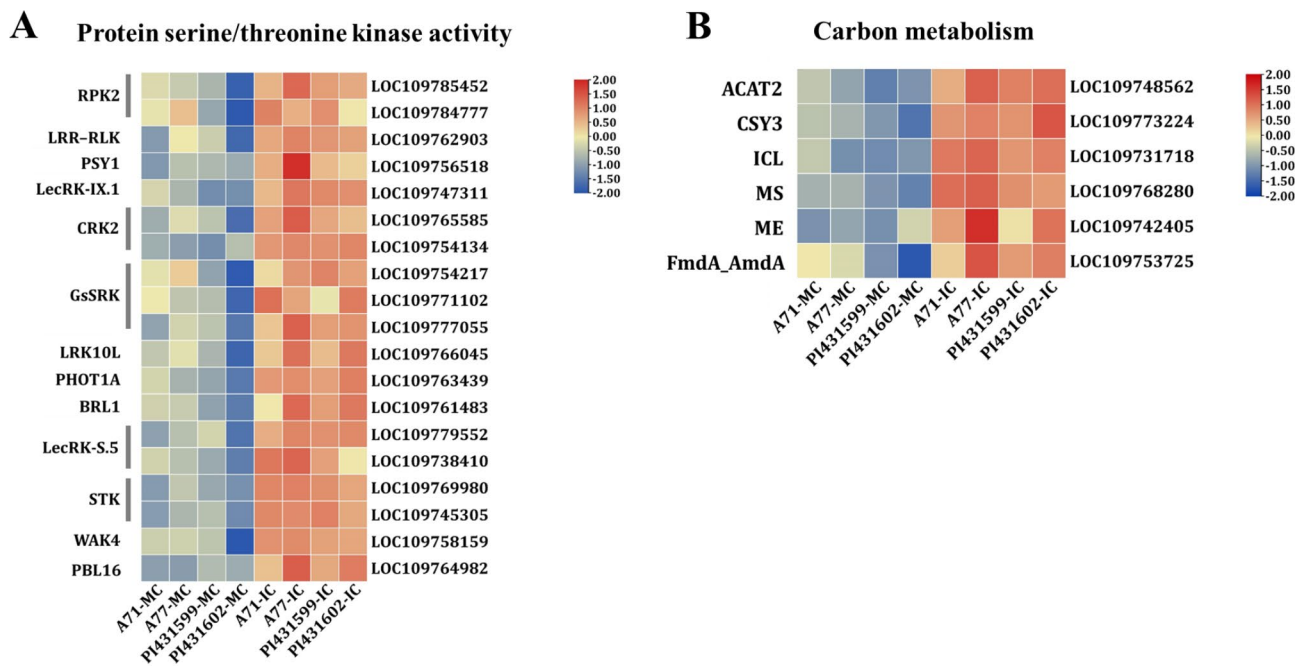 A Protein serine/threonine kinase activity
RPK2
LRR-RLK
PSY1
LecRK-IX.1
CRK2
GsSRK
LRK10L
PHOT1A
BRL1
LecRK-S.5
STK
WAK4
PBL16
LOC109785452
LOC109784777
LOC109762903
LOC109756518
LOC109747311
LOC109765585
LOC109754134
LOC109754217
LOC109771102
LOC109777055
LOC109766045
LOC109763439
LOC109761483
LOC109779552
LOC109738410
LOC109769980
LOC109745305
LOC109758159
LOC109764982
A71-MC
A77-MC
PI431599-MC
PI431602-MC
A71-IC
A77-IC
PI431599-IC
PI431602-IC
2.00
1.50
1.00
0.50
0.00
-0.50
-1.00
-1.50
-2.00
B Carbon metabolism
ACAT2
CSY3
ICL
MS
ME
FmdA_AmdA
LOC109748562
LOC109773224
LOC109731718
LOC109768280
LOC109742405
LOC109753725
A71-MC
A77-MC
PI431599-MC
PI431602-MC
A71-IC
A77-IC
PI431599-IC
PI431602-IC
2.00
1.50
1.00
0.50
0.00
-0.50
-1.00
-1.50
-2.00